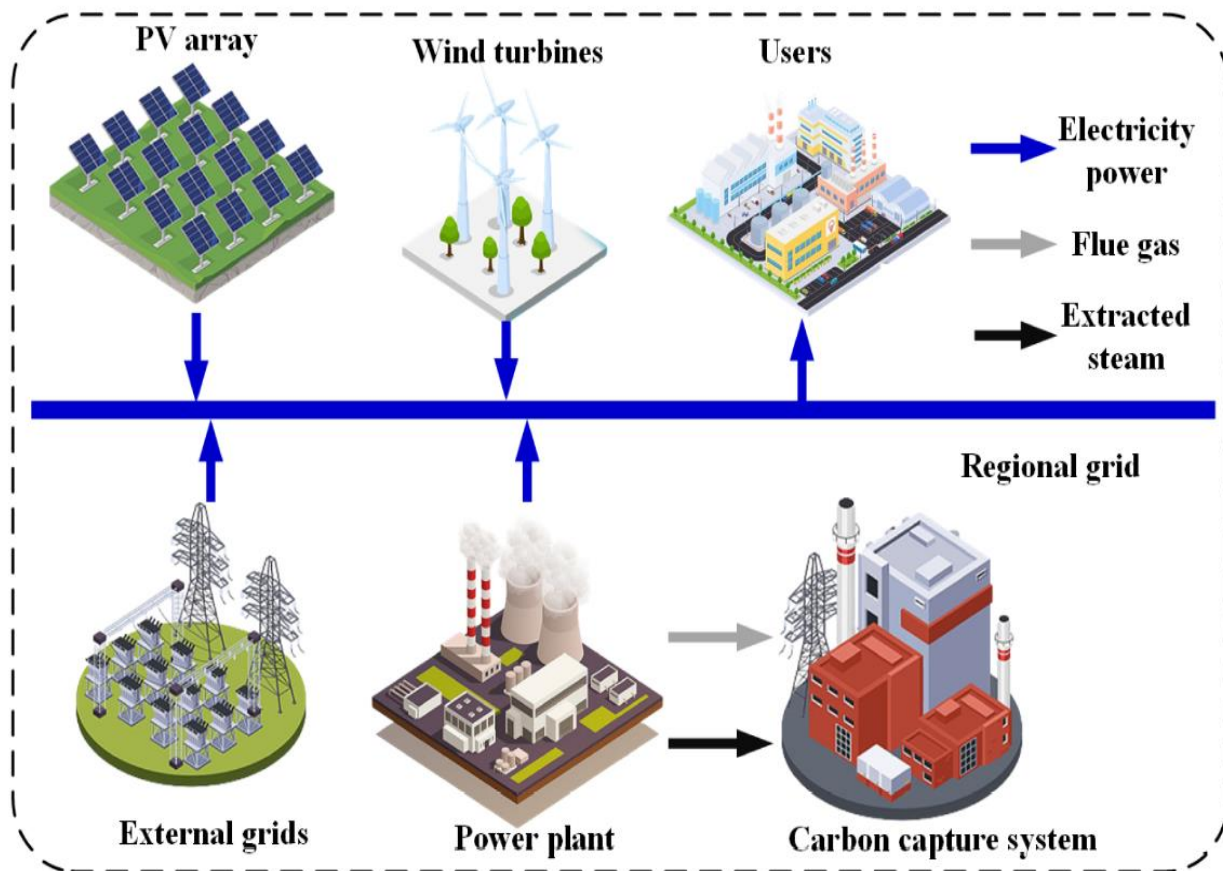 PV array
Wind turbines
Users
Electricity
power
Flue gas
Extracted
steam
Regional grid
External grids
Power plant
Carbon capture system